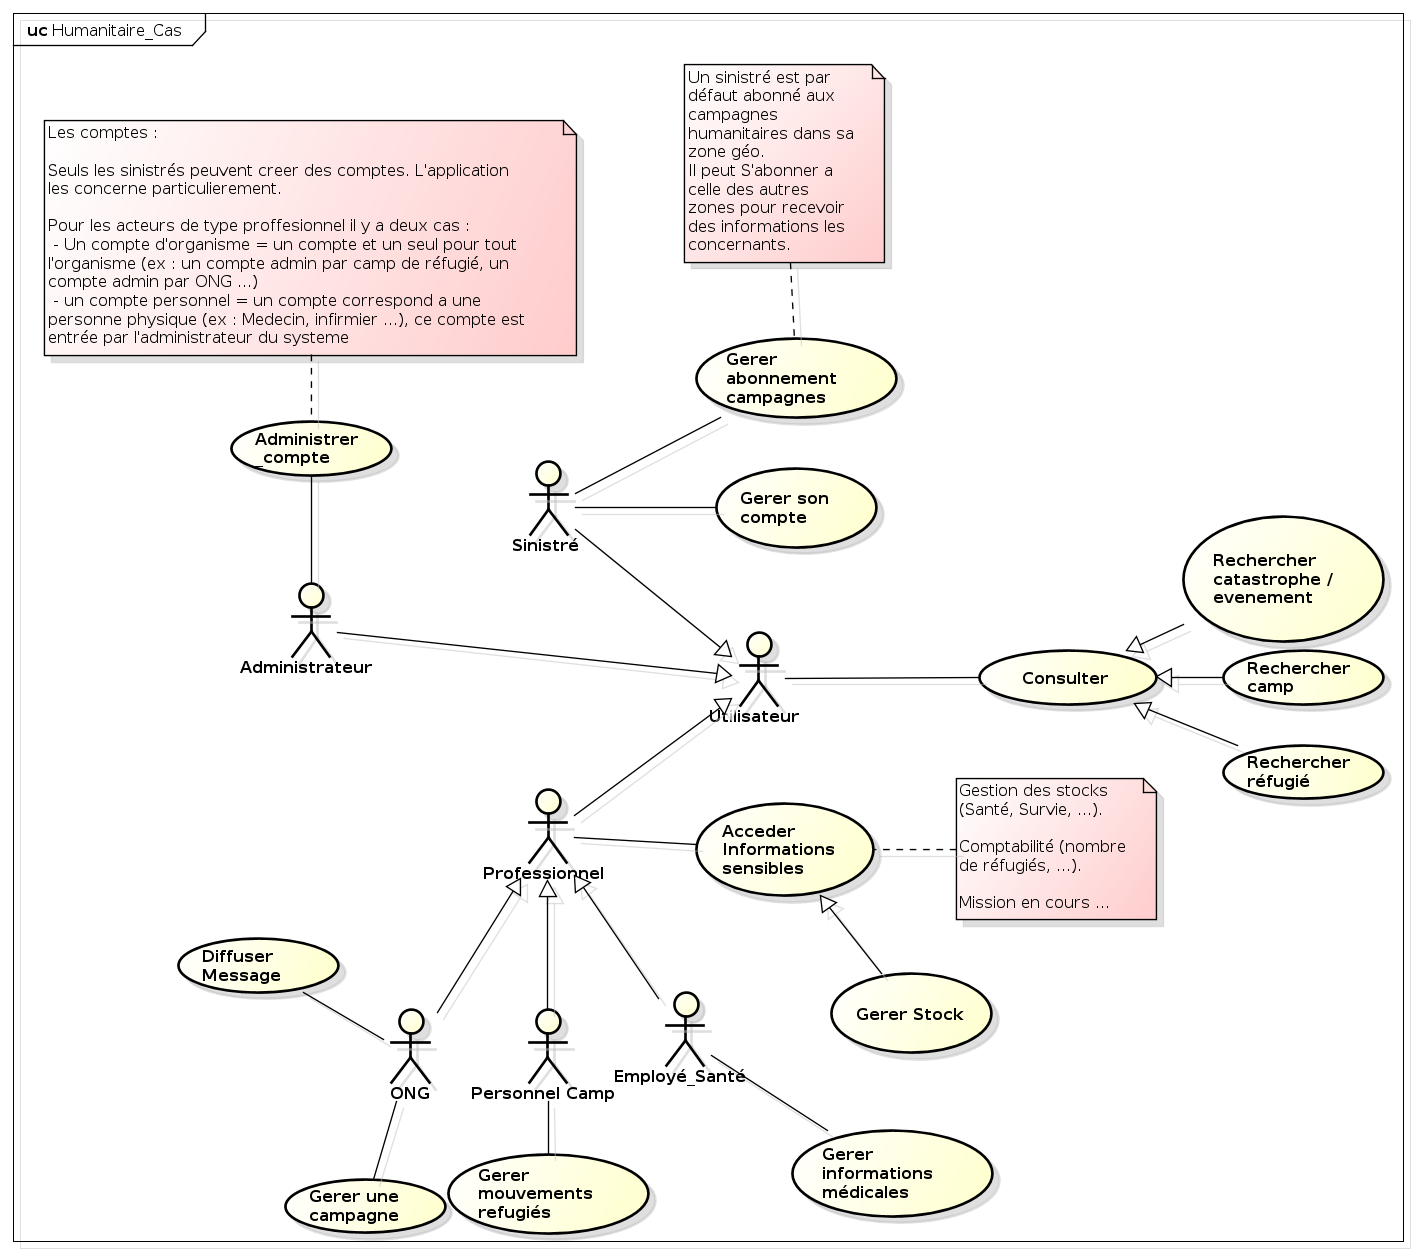 uc Humanitaire_Cas
Un sinistré est par
défaut abonné aux
campagnes
humanitaires dans sa
zone géo.
Il peut S'abonner a
celle des autres
zones pour recevoir
des informations les
concernants.
Les comptes :
Seuls les sinistrés peuvent creer des comptes. L'application
les concerne particulierement.
Pour les acteurs de type proffesionnel il y a deux cas :
- Un compte d'organisme = un compte et un seul pour tout
l'organisme (ex : un compte admin par camp de réfugié, un
compte admin par ONG ...)
- un compte personnel = un compte correspond a une
personne physique (ex : Medecin, infirmier ...), ce compte est
entrée par l'administrateur du systeme
Gerer
abonnement
campagnes
Administrer
_compte
Gerer son
compte
Sinistré
Rechercher
catastrophe /
evenement
Administrateur
Rechercher
camp
Consulter
Utilisateur
Rechercher
réfugié
Gestion des stocks
(Santé, Survie, ...).
Comptabilité (nombre
de réfugiés, ...).
Mission en cours ...
Acceder
Informations
sensibles
Professionnel
Diffuser
Message
Gerer Stock
ONG
Personnel Camp
Employé_Santé
Gerer
informations
médicales
Gerer une
campagne
Gerer
mouvements
refugiés